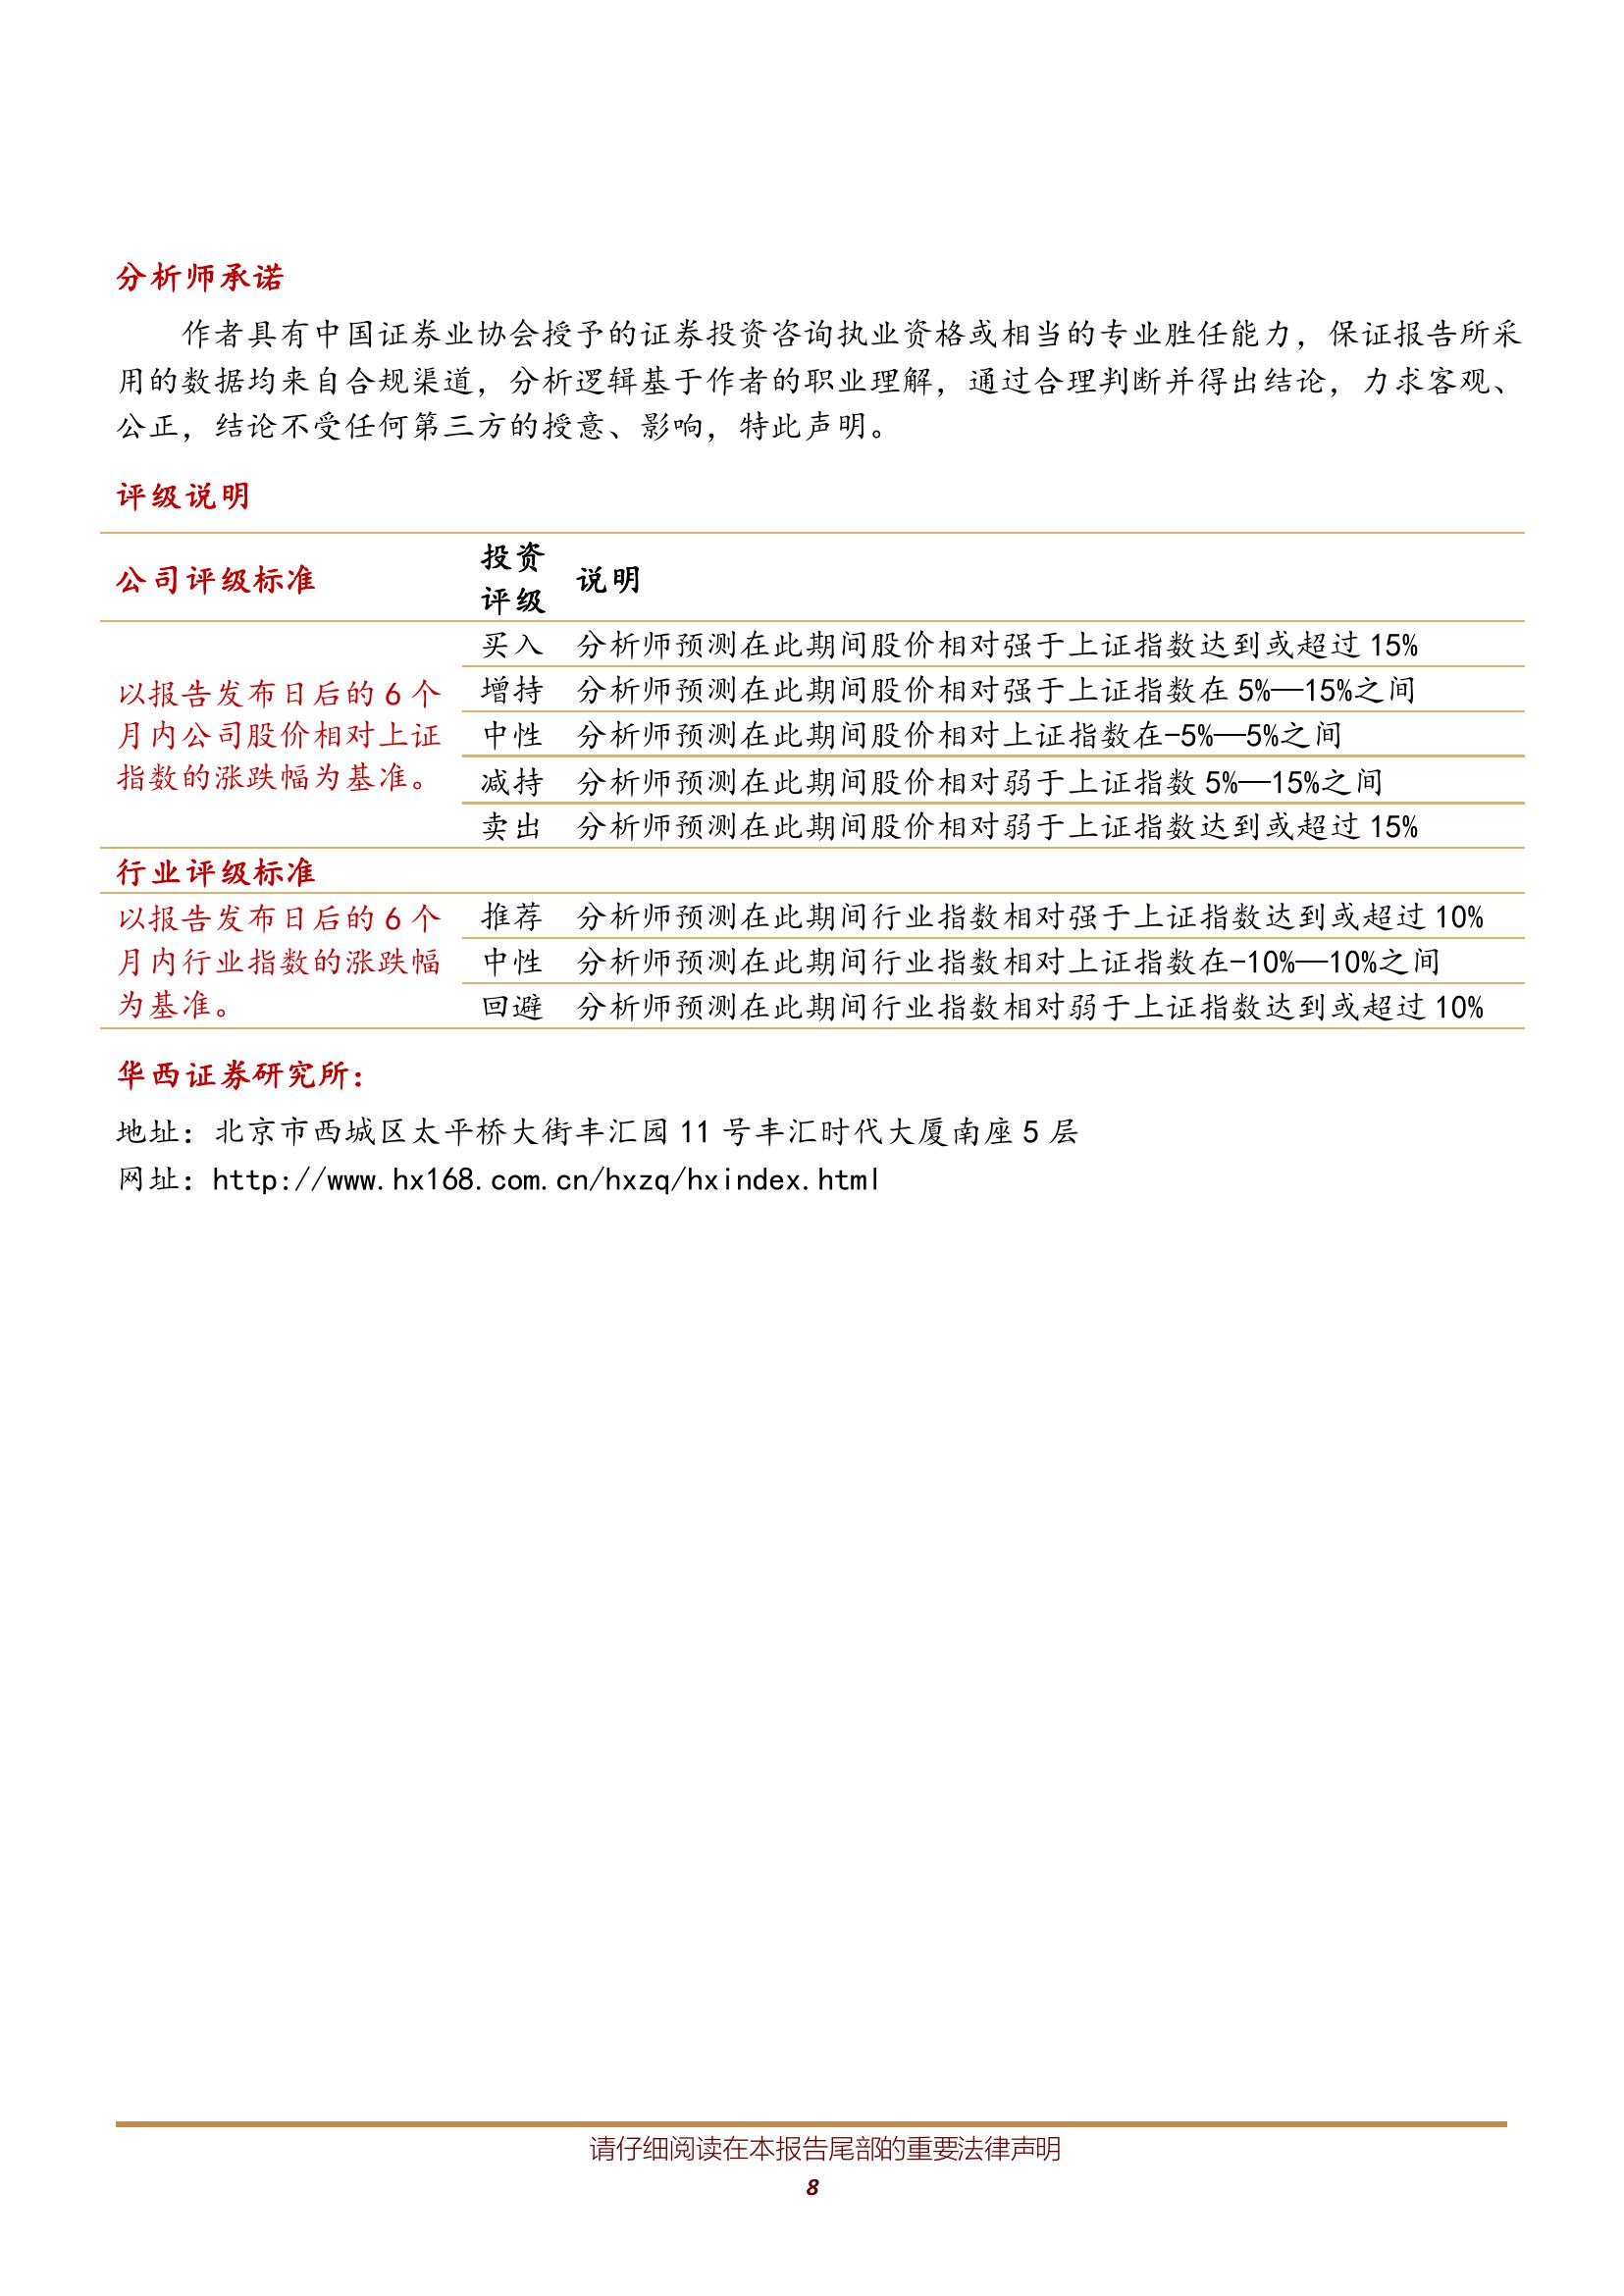 分析师承诺
作者具有中国证券业协会授予的证券投资咨询执业资格或相当的专业胜任能力，保证报告所采
用的数据均来自合规渠道，分析逻辑基于作者的职业理解，通过合理判断并得出结论，力求客观、
公正，结论不受任何第三方的授意、影响，特此声明。
评级说明
公司评级标准
投资
评级
说明
以报告发布日后的 6 个
月内公司股价相对上证
指数的涨跌幅为基准。
买入 分析师预测在此期间股价相对强于上证指数达到或超过 15%
增持 分析师预测在此期间股价相对强于上证指数在 5%—15%之间
中性 分析师预测在此期间股价相对上证指数在-5%—5%之间
减持 分析师预测在此期间股价相对弱于上证指数 5%—15%之间
卖出 分析师预测在此期间股价相对弱于上证指数达到或超过 15%
行业评级标准
以报告发布日后的 6 个
月内行业指数的涨跌幅
为基准。
推荐 分析师预测在此期间行业指数相对强于上证指数达到或超过 10%
中性 分析师预测在此期间行业指数相对上证指数在-10%—10%之间
回避 分析师预测在此期间行业指数相对弱于上证指数达到或超过 10%
华西证券研究所：
地址：北京市西城区太平桥大街丰汇园 11 号丰汇时代大厦南座 5 层
网址：http://www.hx168.com.cn/hxzq/hxindex.html
请仔细阅读在本报告尾部的重要法律声明
8